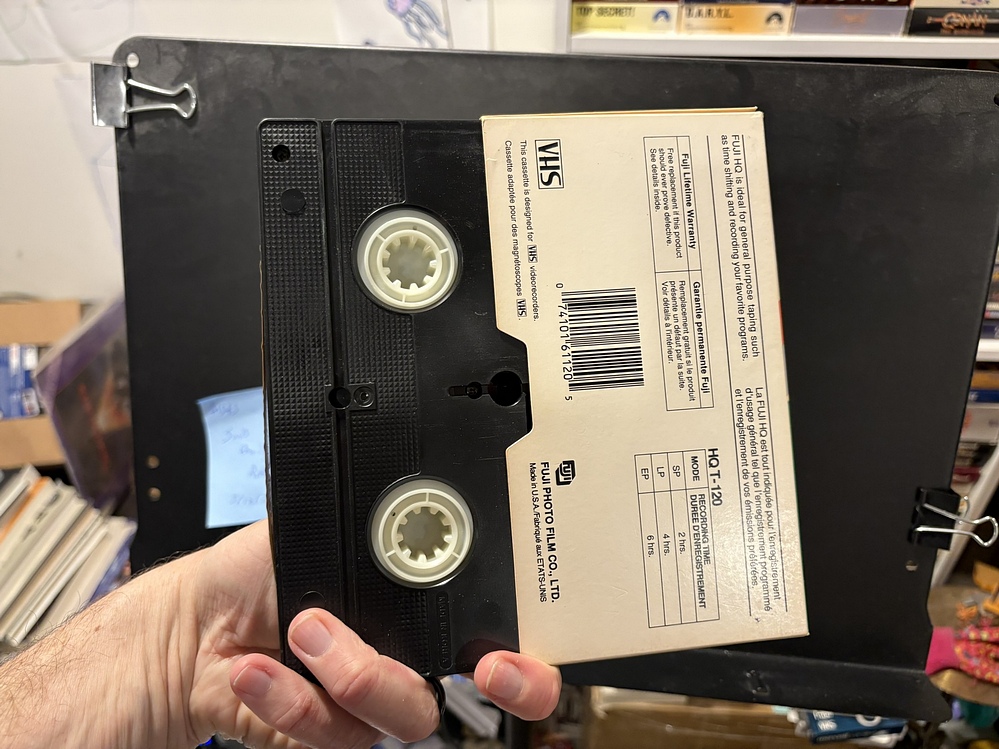 FUJI HQ is ideal for general purpose taping such
as time shifting and recording your favorite programs.
La FUJI HQ est tout indiquée pour l'enregistrement
d'usage général tel que l'enregistrement programmé
et l'enregistrement de vos émissions préférées.
Fuji Lifetime Warranty
Free replacement if this product
should ever prove defective.
See details inside.
Garantie permanente Fuji
Remplacement gratuit si le produit
présente un défaut par la suite.
Voir détails à l'intérieur.
HQ T-120
MODE
RECORDING TIME
DURÉE D'ENREGISTREMENT
SP 2 hrs.
LP 4 hrs.
EP 6 hrs.
0 74101 61120 5
VHS
This cassette is designed for VHS videorecorders.
Cassette adaptée pour des magnétoscopes VHS.
FUJI
FUJI PHOTO FILM CO., LTD.
Made in U.S.A./Fabriqué aux ETATS-UNIS
TOP SECRET!
D.A.R.Y.L.